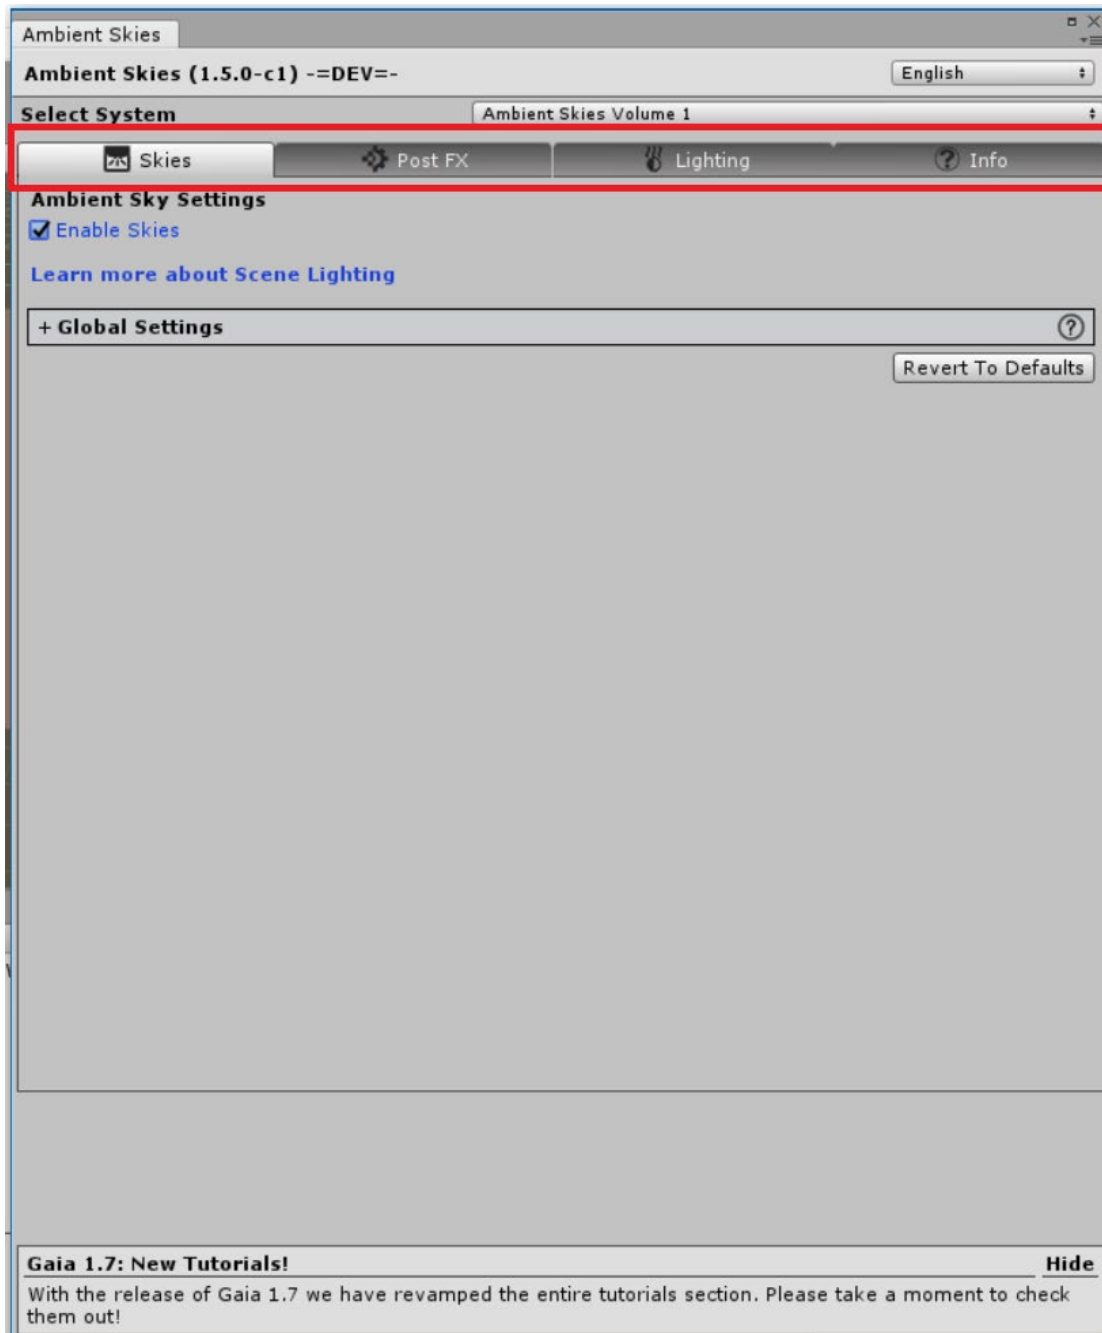 Ambient Skies
Ambient Skies (1.5.0-c1) -=DEV=-
English
Select System
Ambient Skies Volume 1
Skies
Post FX
Lighting
? Info
Ambient Sky Settings
Enable Skies
Learn more about Scene Lighting
+ Global Settings
?
Revert To Defaults
Gaia 1.7: New Tutorials!
Hide
With the release of Gaia 1.7 we have revamped the entire tutorials section. Please take a moment to check
them out!